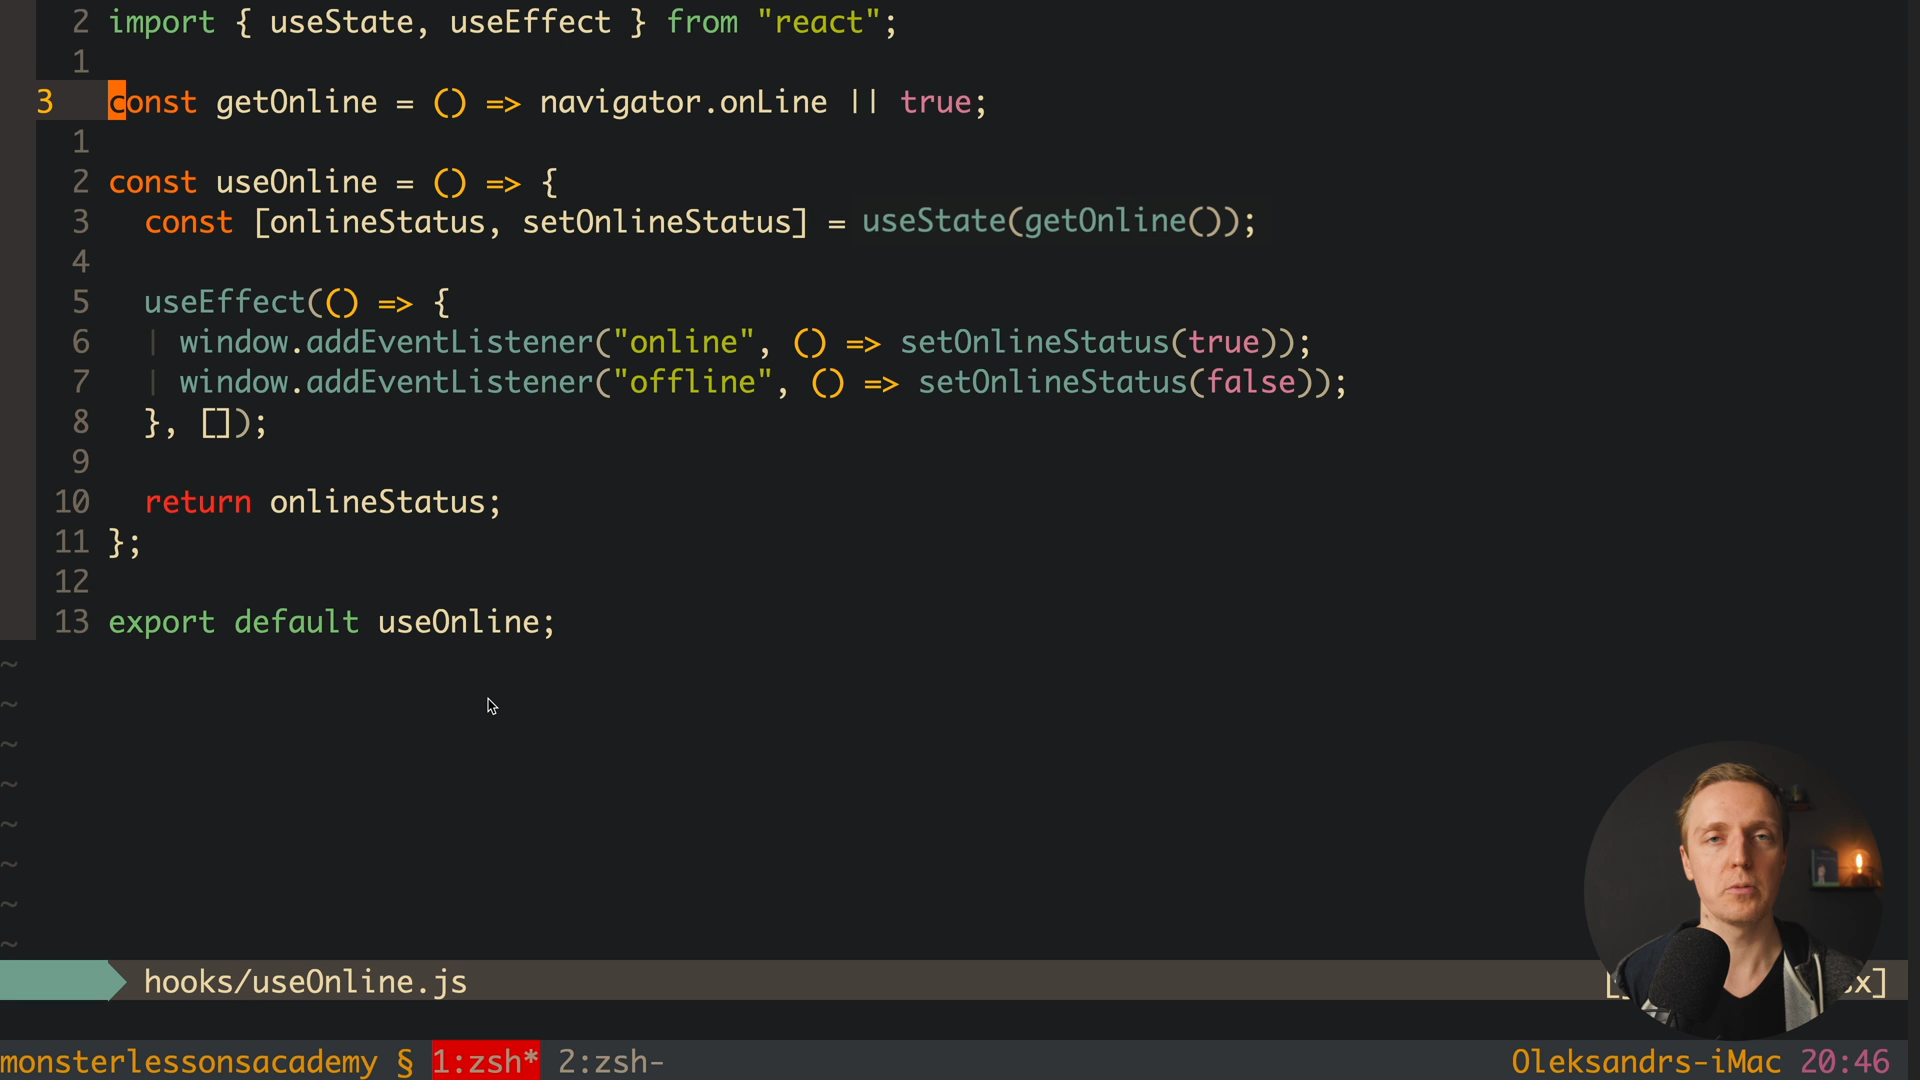 2 import { useState, useEffect } from "react";
1
3 const getOnline = () => navigator.onLine || true;
1
2 const useOnline = () => {
3 const [onlineStatus, setOnlineStatus] = useState(getOnline());
4
5 useEffect(() => {
6 window.addEventListener("online", () => setOnlineStatus(true));
7 window.addEventListener("offline", () => setOnlineStatus(false));
8 }, []);
9
10 return onlineStatus;
11 };
12
13 export default useOnline;
~
~
~
~
~
~
~
~
hooks/useOnline.js
monsterlessonsacademy § 1:zsh* 2:zsh- Oleksandrs-iMac 20:46